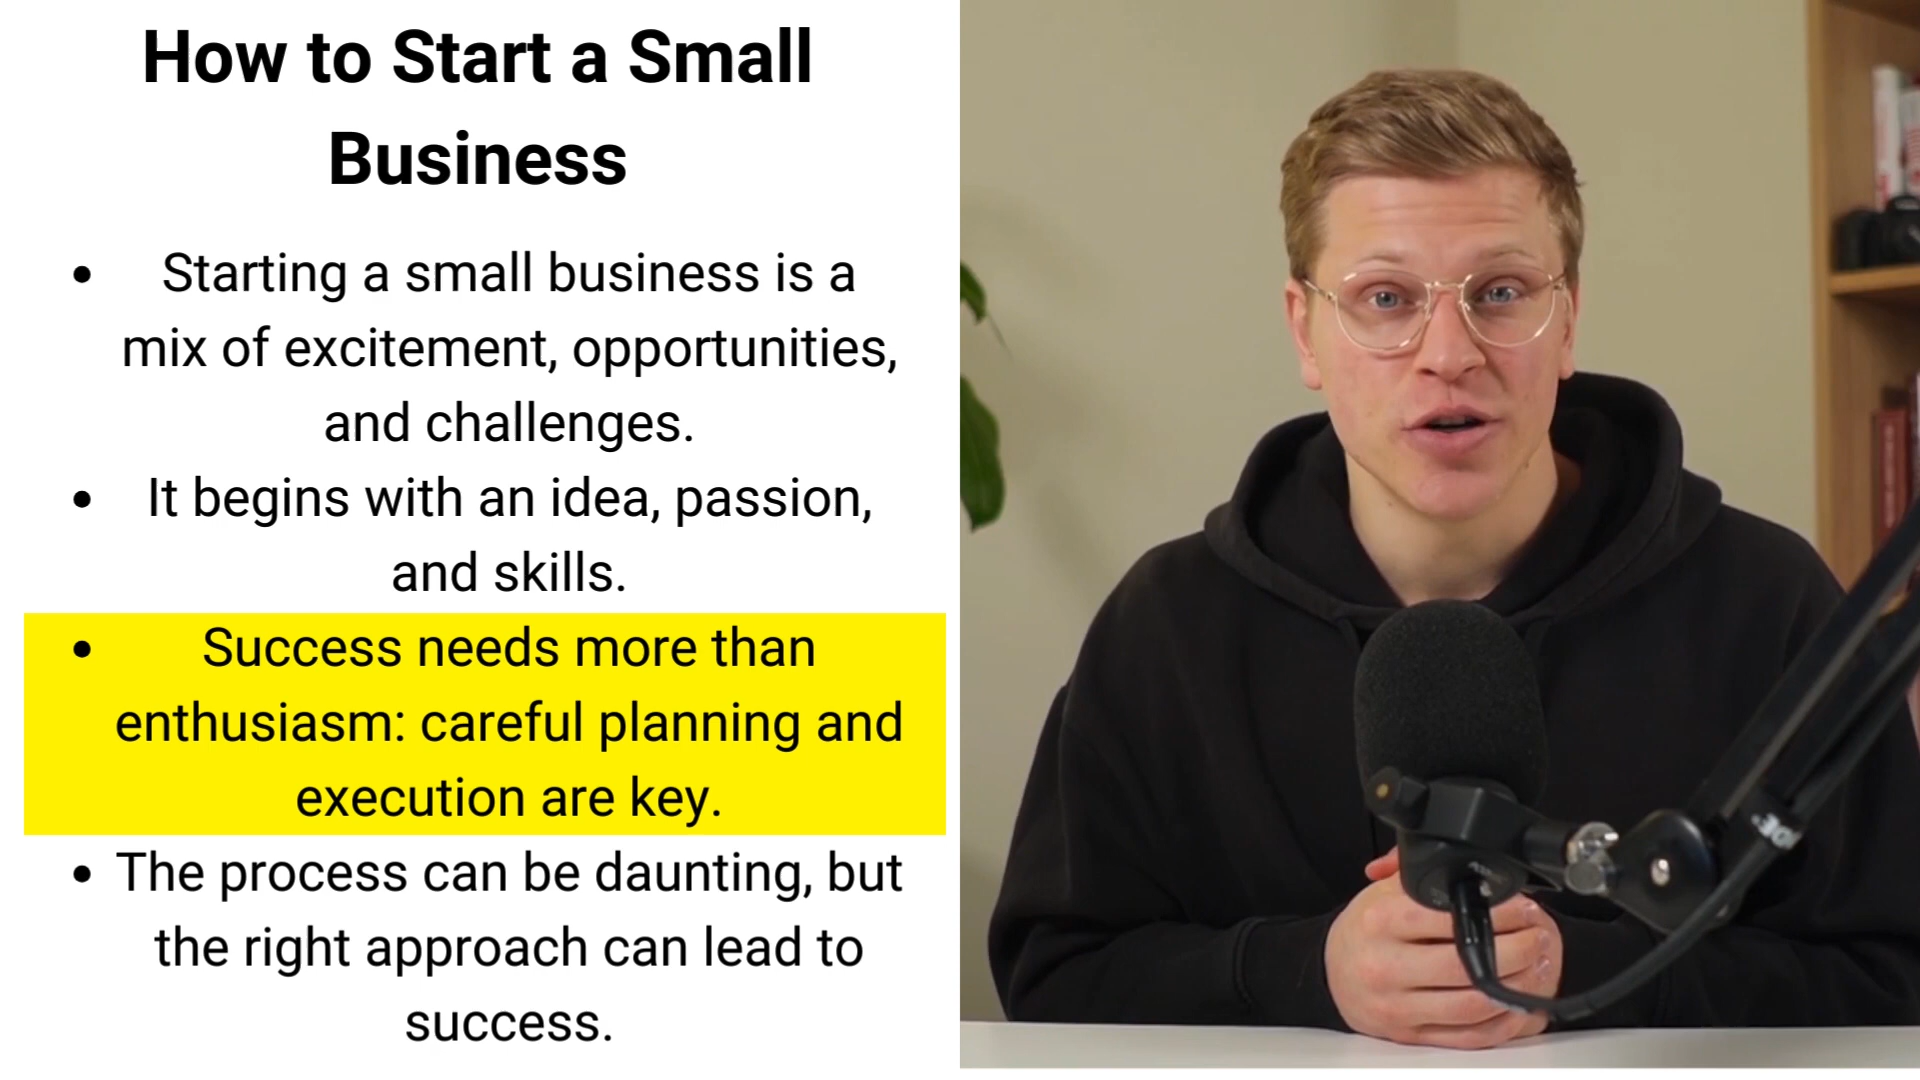 How to Start a Small
Business
• Starting a small business is a
mix of excitement, opportunities,
and challenges.
• It begins with an idea, passion,
and skills.
• Success needs more than
enthusiasm: careful planning and
execution are key.
• The process can be daunting, but
the right approach can lead to
success.